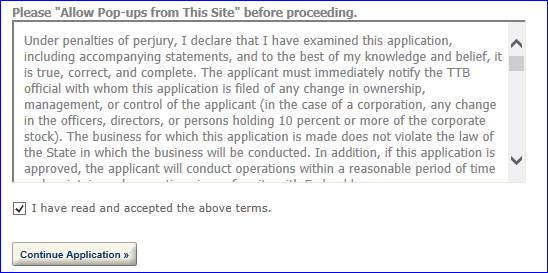 Please "Allow Pop-ups from This Site" before proceeding.
Under penalties of perjury, I declare that I have examined this application,
including accompanying statements, and to the best of my knowledge and belief, it
is true, correct, and complete. The applicant must immediately notify the TTB
official with whom this application is filed of any change in ownership,
management, or control of the applicant (in the case of a corporation, any change
in the officers, directors, or persons holding 10 percent or more of the corporate
stock). The business for which this application is made does not violate the law of
the State in which the business will be conducted. In addition, if this application is
approved, the applicant will conduct operations within a reasonable period of time
I have read and accepted the above terms.
Continue Application »